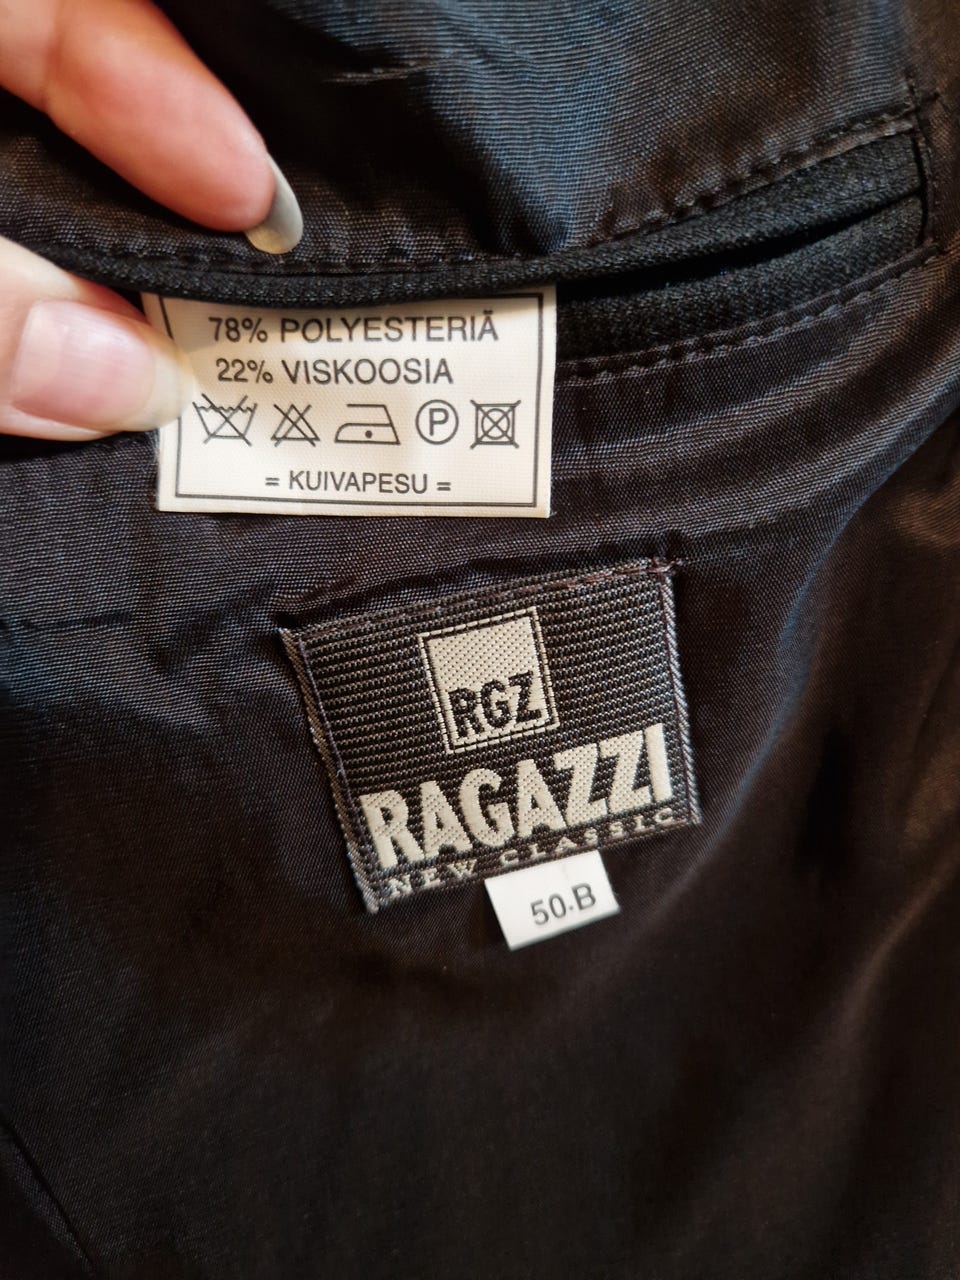 78% POLYESTERIÄ
22% VISKOOSIA
P
= KUIVAPESU =
RGZ
RAGAZZI
NEW CLASSIC
50-B